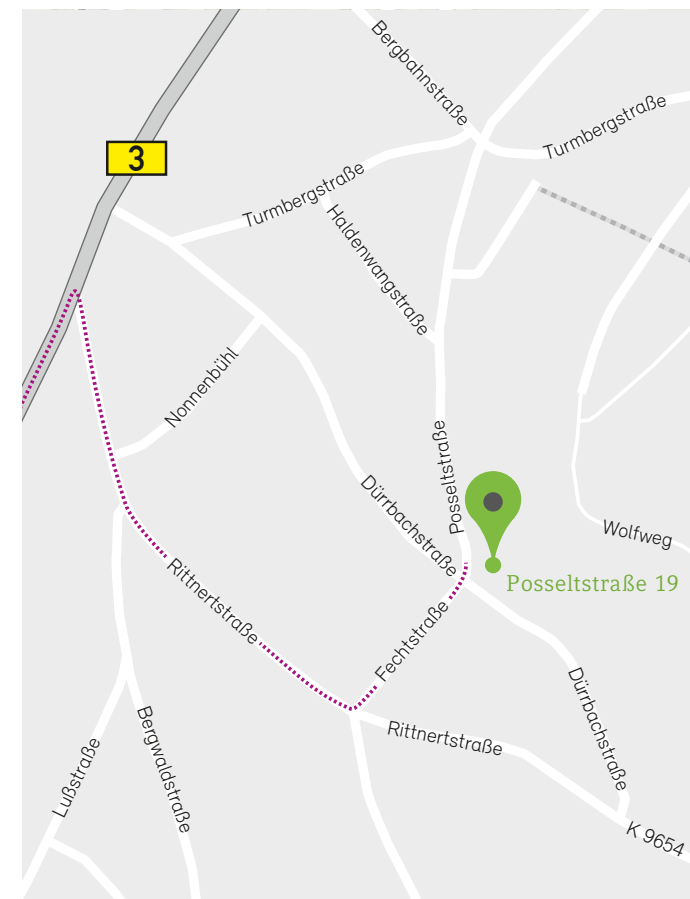 Bergbahnstraße
Turmbergstraße
3
Turmbergstraße
Haldenwangstraße
Nonnenbühl
Posseltstraße
Dürrbachstraße
Wolfweg
Posseltstraße 19
Rittnertstraße
Fechtstraße
Dürrbachstraße
Rittnertstraße
Bergwaldstraße
Lußstraße
K 9654